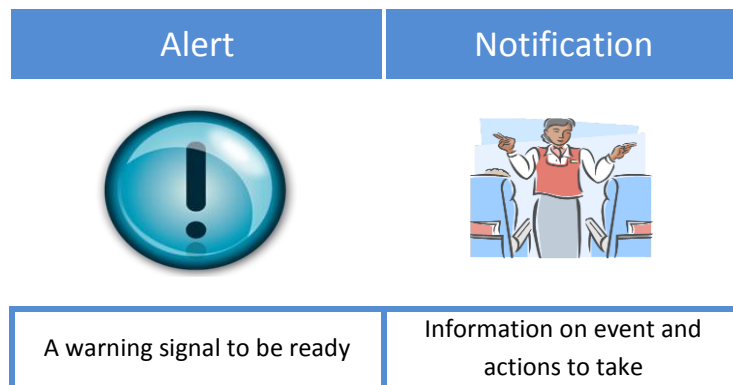 Alert
Notification
A warning signal to be ready
Information on event and
actions to take